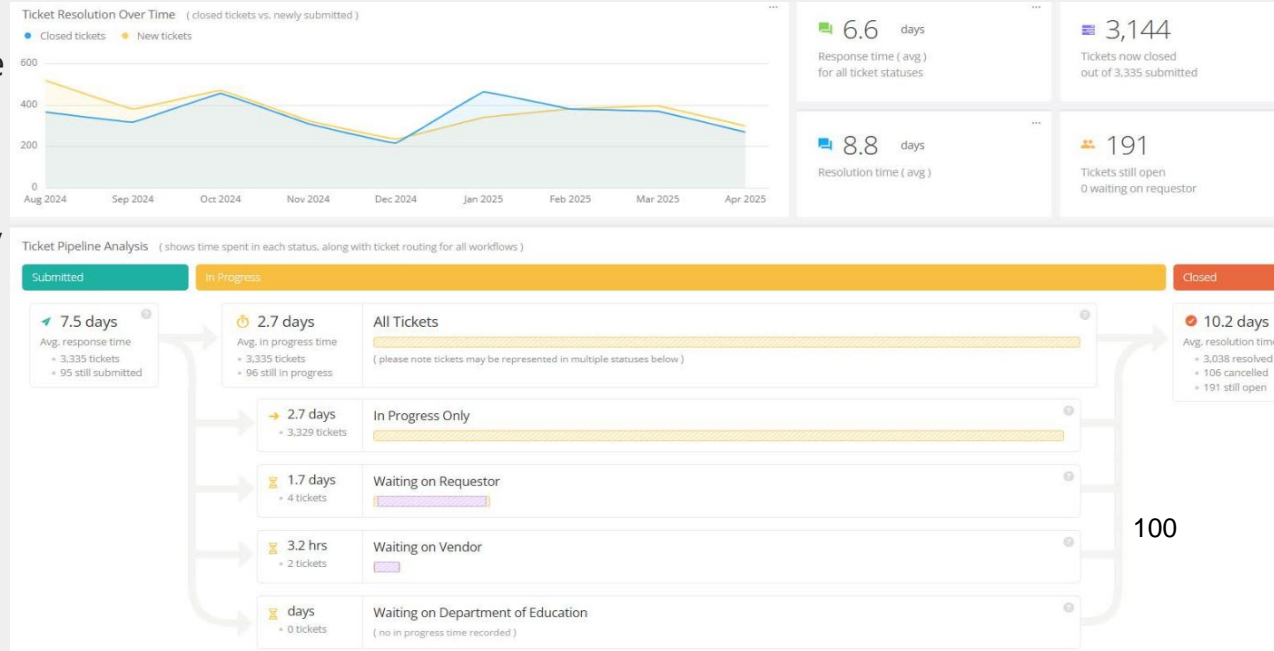 Ticket Resolution Over Time ( closed tickets vs. newly submitted )
Closed tickets New tickets
600
400
200
0
Aug 2024 Sep 2024 Oct 2024 Nov 2024 Dec 2024 Jan 2025 Feb 2025 Mar 2025 Apr 2025
6.6 days
Response time ( avg )
for all ticket statuses
3,144
Tickets now closed
out of 3,335 submitted
8.8 days
Resolution time ( avg )
191
Tickets still open
0 waiting on requestor
Ticket Pipeline Analysis ( shows time spent in each status, along with ticket routing for all workflows )
Submitted
In Progress
Closed
7.5 days
Avg. response time
3,335 tickets
95 still submitted
2.7 days
Avg. in progress time
3,335 tickets
96 still in progress
All Tickets
( please note tickets may be represented in multiple statuses below )
10.2 days
Avg. resolution time
3,038 resolved
106 cancelled
191 still open
2.7 days
3,329 tickets
In Progress Only
1.7 days
4 tickets
Waiting on Requestor
3.2 hrs
2 tickets
Waiting on Vendor
100
days
0 tickets
Waiting on Department of Education
( no in progress time recorded )